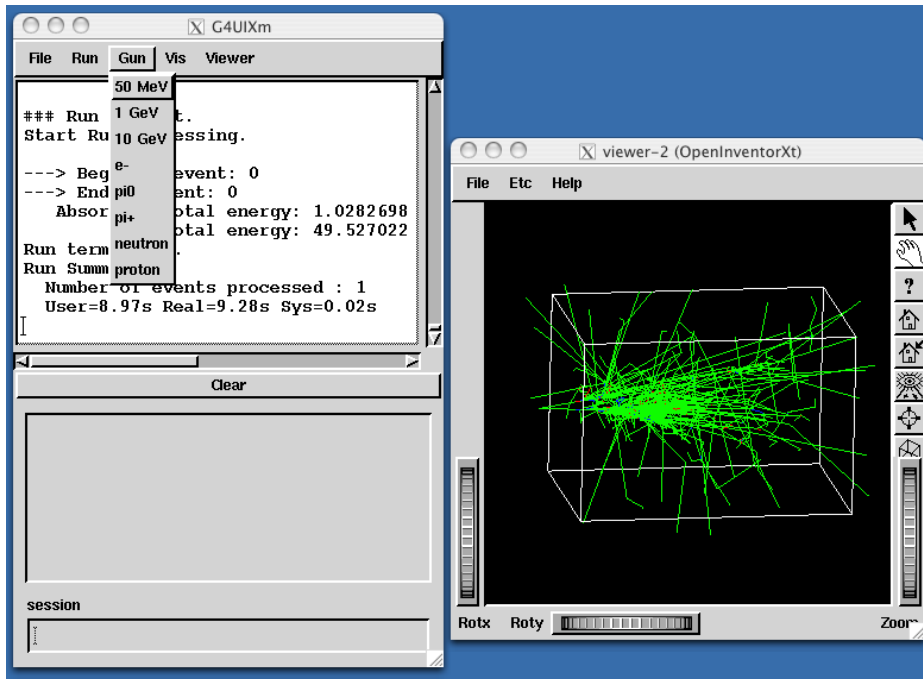 G4UIXm
File Run Gun Vis Viewer
50 MeV
1 GeV
10 GeV
e-
pi0
pi+
neutron
proton
### Run t.
Start Ru essing.
---> Beg event: 0
---> End ent: 0
Absor otal energy: 1.0282698
otal energy: 49.527022
Run term .
Run Summ
Number of events processed : 1
User=8.97s Real=9.28s Sys=0.02s
Clear
session
viewer-2 (OpenInventorXt)
File Etc Help
?
Rotx Roty Zoom